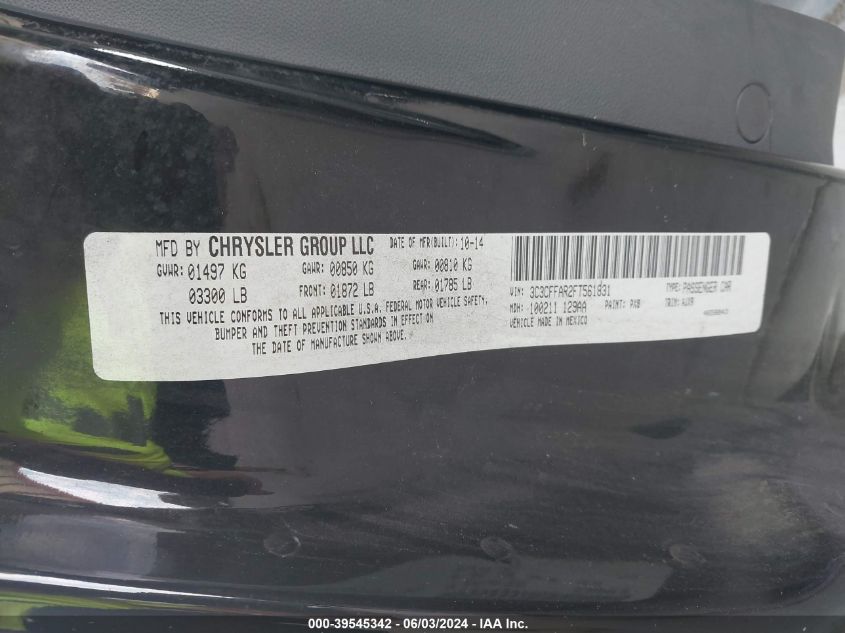 MFD BY CHRYSLER GROUP LLC DATE OF MFR(BUILT): 10-14
GVWR: 01497 KG GAWR: 00850 KG GAWR: 00810 KG
03300 LB FRONT: 01872 LB REAR: 01785 LB
THIS VEHICLE CONFORMS TO ALL APPLICABLE U.S.A. FEDERAL MOTOR VEHICLE SAFETY,
BUMPER AND THEFT PREVENTION STANDARDS IN EFFECT ON
THE DATE OF MANUFACTURE SHOWN ABOVE.
VIN: 3C3CFFAR2FT561831 TYPE: PASSENGER CAR
MDH: 100211 129AA PAINT: PXB TRIM: AUX9
VEHICLE MADE IN MEXICO
000-39545342 - 06/03/2024 - IAA Inc.